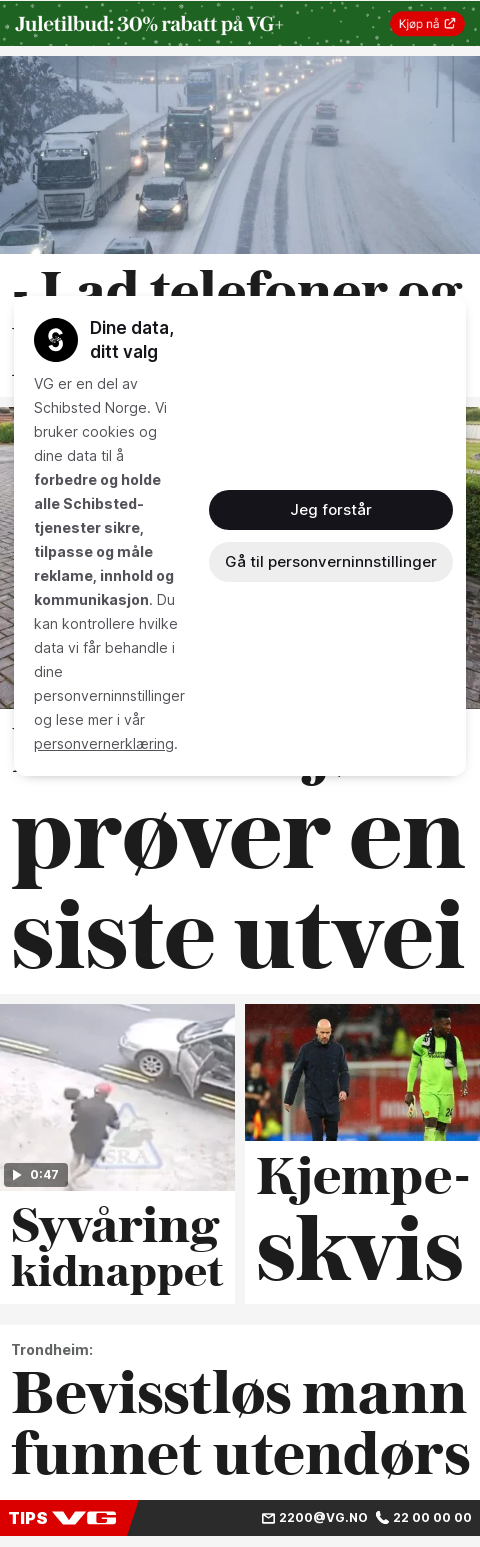 Juletilbud: 30% rabatt på VG+
Kjøp nå
- Lad telefoner og
Dine data,
ditt valg
VG er en del av
Schibsted Norge. Vi
bruker cookies og
dine data til å
forbedre og holde
alle Schibsted-
tjenester sikre,
tilpasse og måle
reklame, innhold og
kommunikasjon. Du
kan kontrollere hvilke
data vi får behandle i
dine
personverninnstillinger
og lese mer i vår
personvernerklæring.
Jeg forstår
Gå til personverninnstillinger
prøver en
siste utvei
0:47
Syvåring
kidnappet
Kjempe-
skvis
Trondheim:
Bevisstløs mann
funnet utendørs
TIPS VG
2200@VG.NO
22 00 00 00